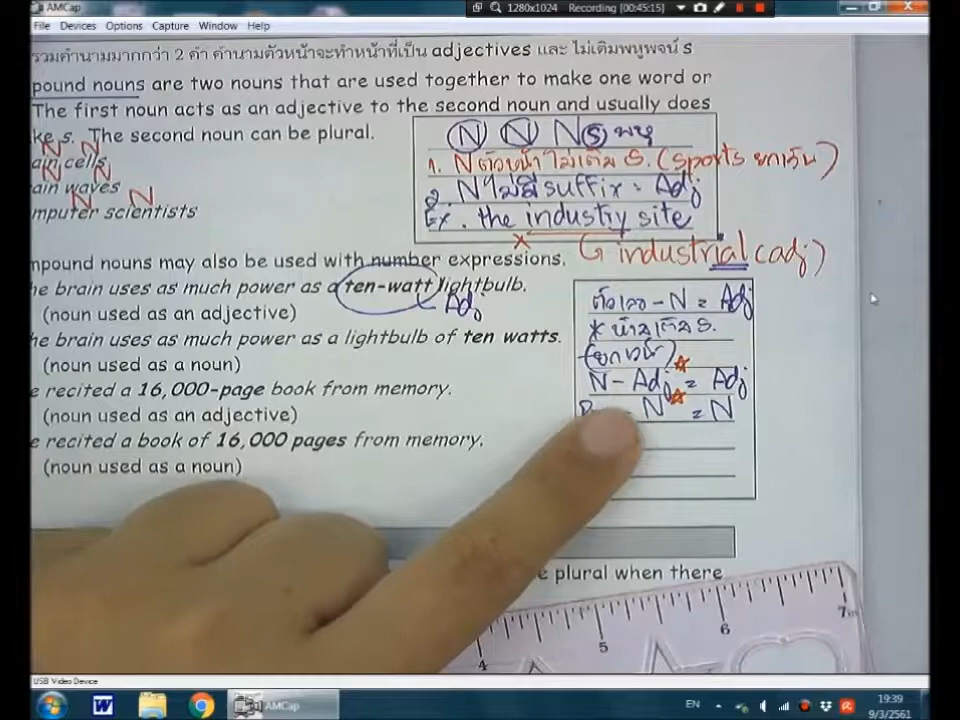 AMCap
1280x1024 Recording [00:45:15]
File Devices Options Capture Window Help
รวมคำนามมากกว่า 2 คำ คำนามตัวหน้าจะทำหน้าที่เป็น adjectives และ ไม่เติมพหูพจน์ s
pound nouns are two nouns that are used together to make one word or
The first noun acts as an adjective to the second noun and usually does
ke s. The second noun can be plural.
N N N(s) พหู
N N
ain cells
1. N ตัวหน้า ไม่เติม s. (sports ยกเว้น)
N N
ain waves
2. N ไม่มี suffix = Adj
N N
mputer scientists
Ex. the industry site
x industrial (adj)
mpound nouns may also be used with number expressions.
he brain uses as much power as a ten-watt lightbulb.
Adj
(noun used as an adjective)
ตัวเลข - N = Adj
he brain uses as much power as a lightbulb of ten watts.
(noun used as a noun)
N - Adj = Adj
e recited a 16,000-page book from memory.
N = N
(noun used as an adjective)
e recited a book of 16,000 pages from memory.
(noun used as a noun)
e plural when there
4 5 6 7in
USB Video Device
AMCap
EN
19:39
9/3/2561